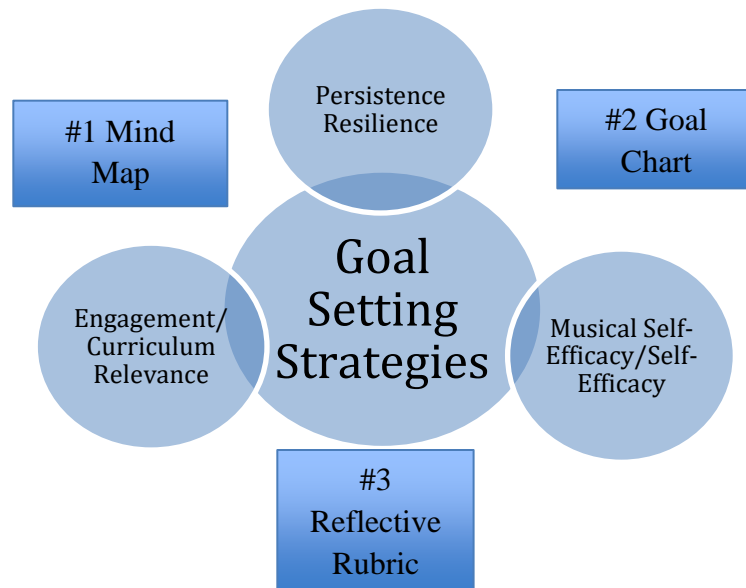 Persistence
Resilience
#1 Mind
Map
#2 Goal
Chart
Goal
Setting
Strategies
Engagement/
Curriculum
Relevance
Musical Self-
Efficacy/Self-
Efficacy
#3
Reflective
Rubric